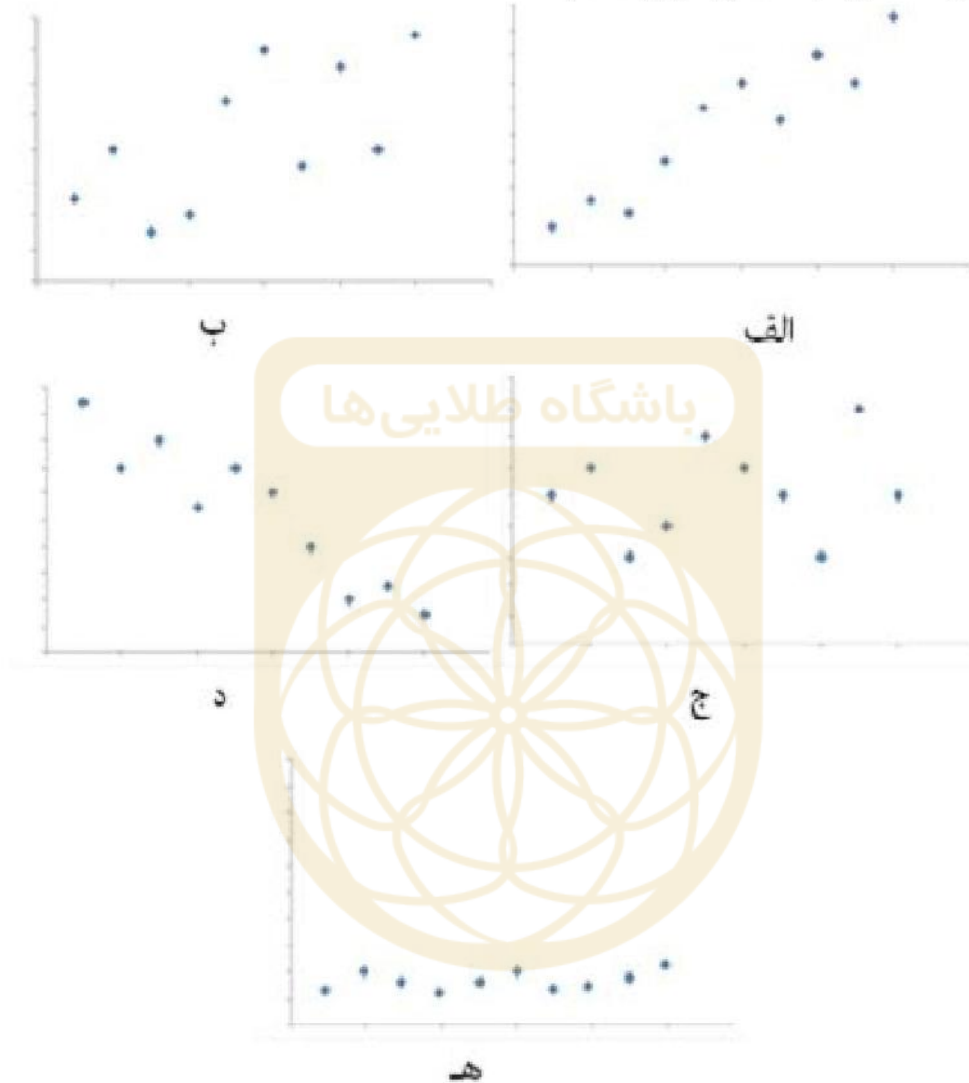 الف
ب
باشگاه طلایی‌ها
ج
د
هـ